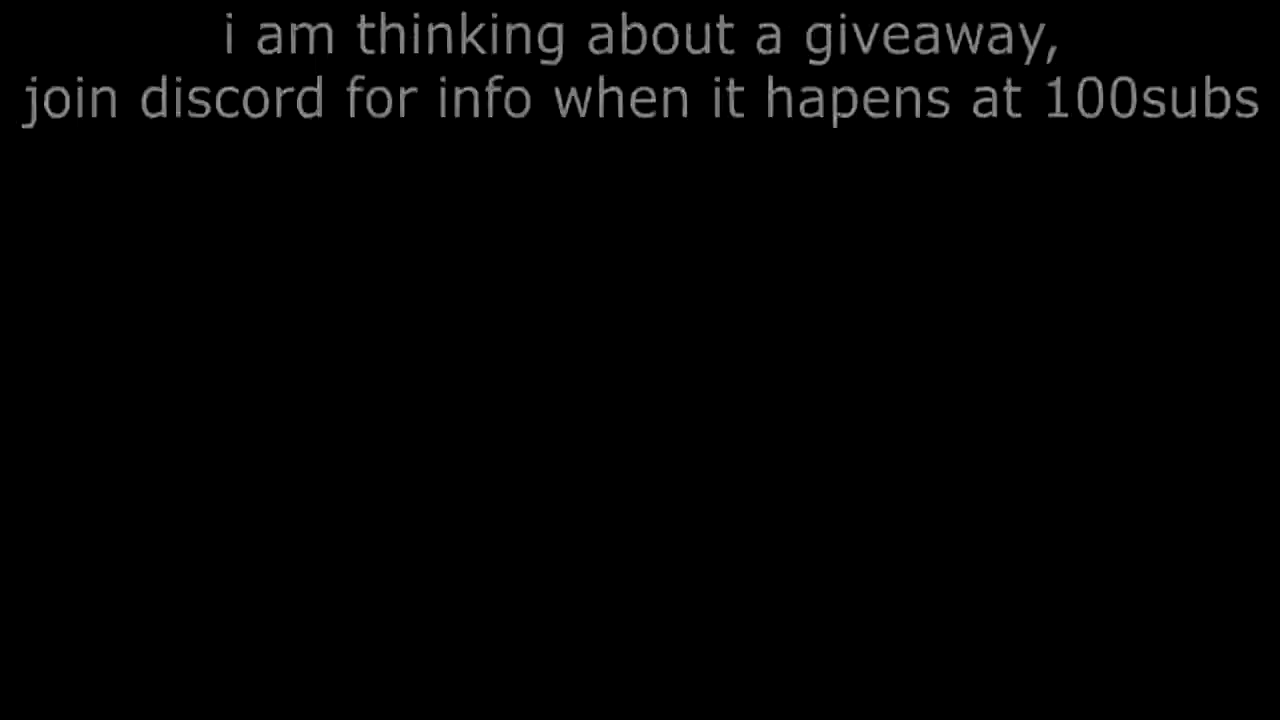 i am thinking about a giveaway,
join discord for info when it hapens at 100subs